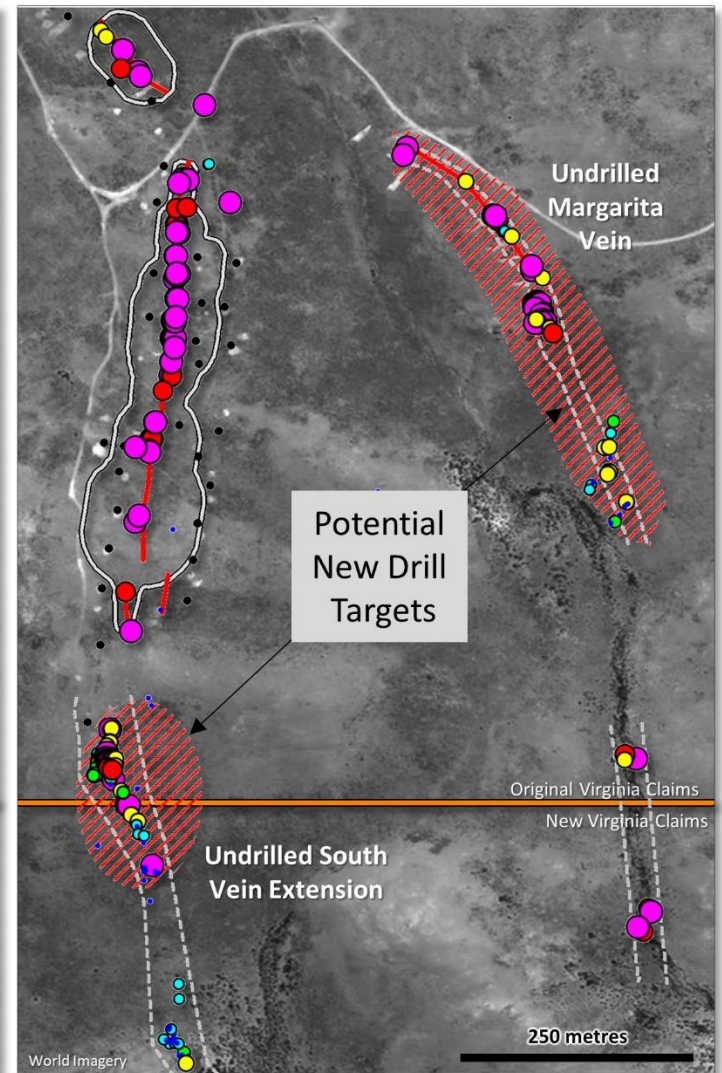 Undrilled
Margarita
Vein
Potential
New Drill
Targets
Original Virginia Claims
New Virginia Claims
Undrilled South
Vein Extension
250 metres
World Imagery